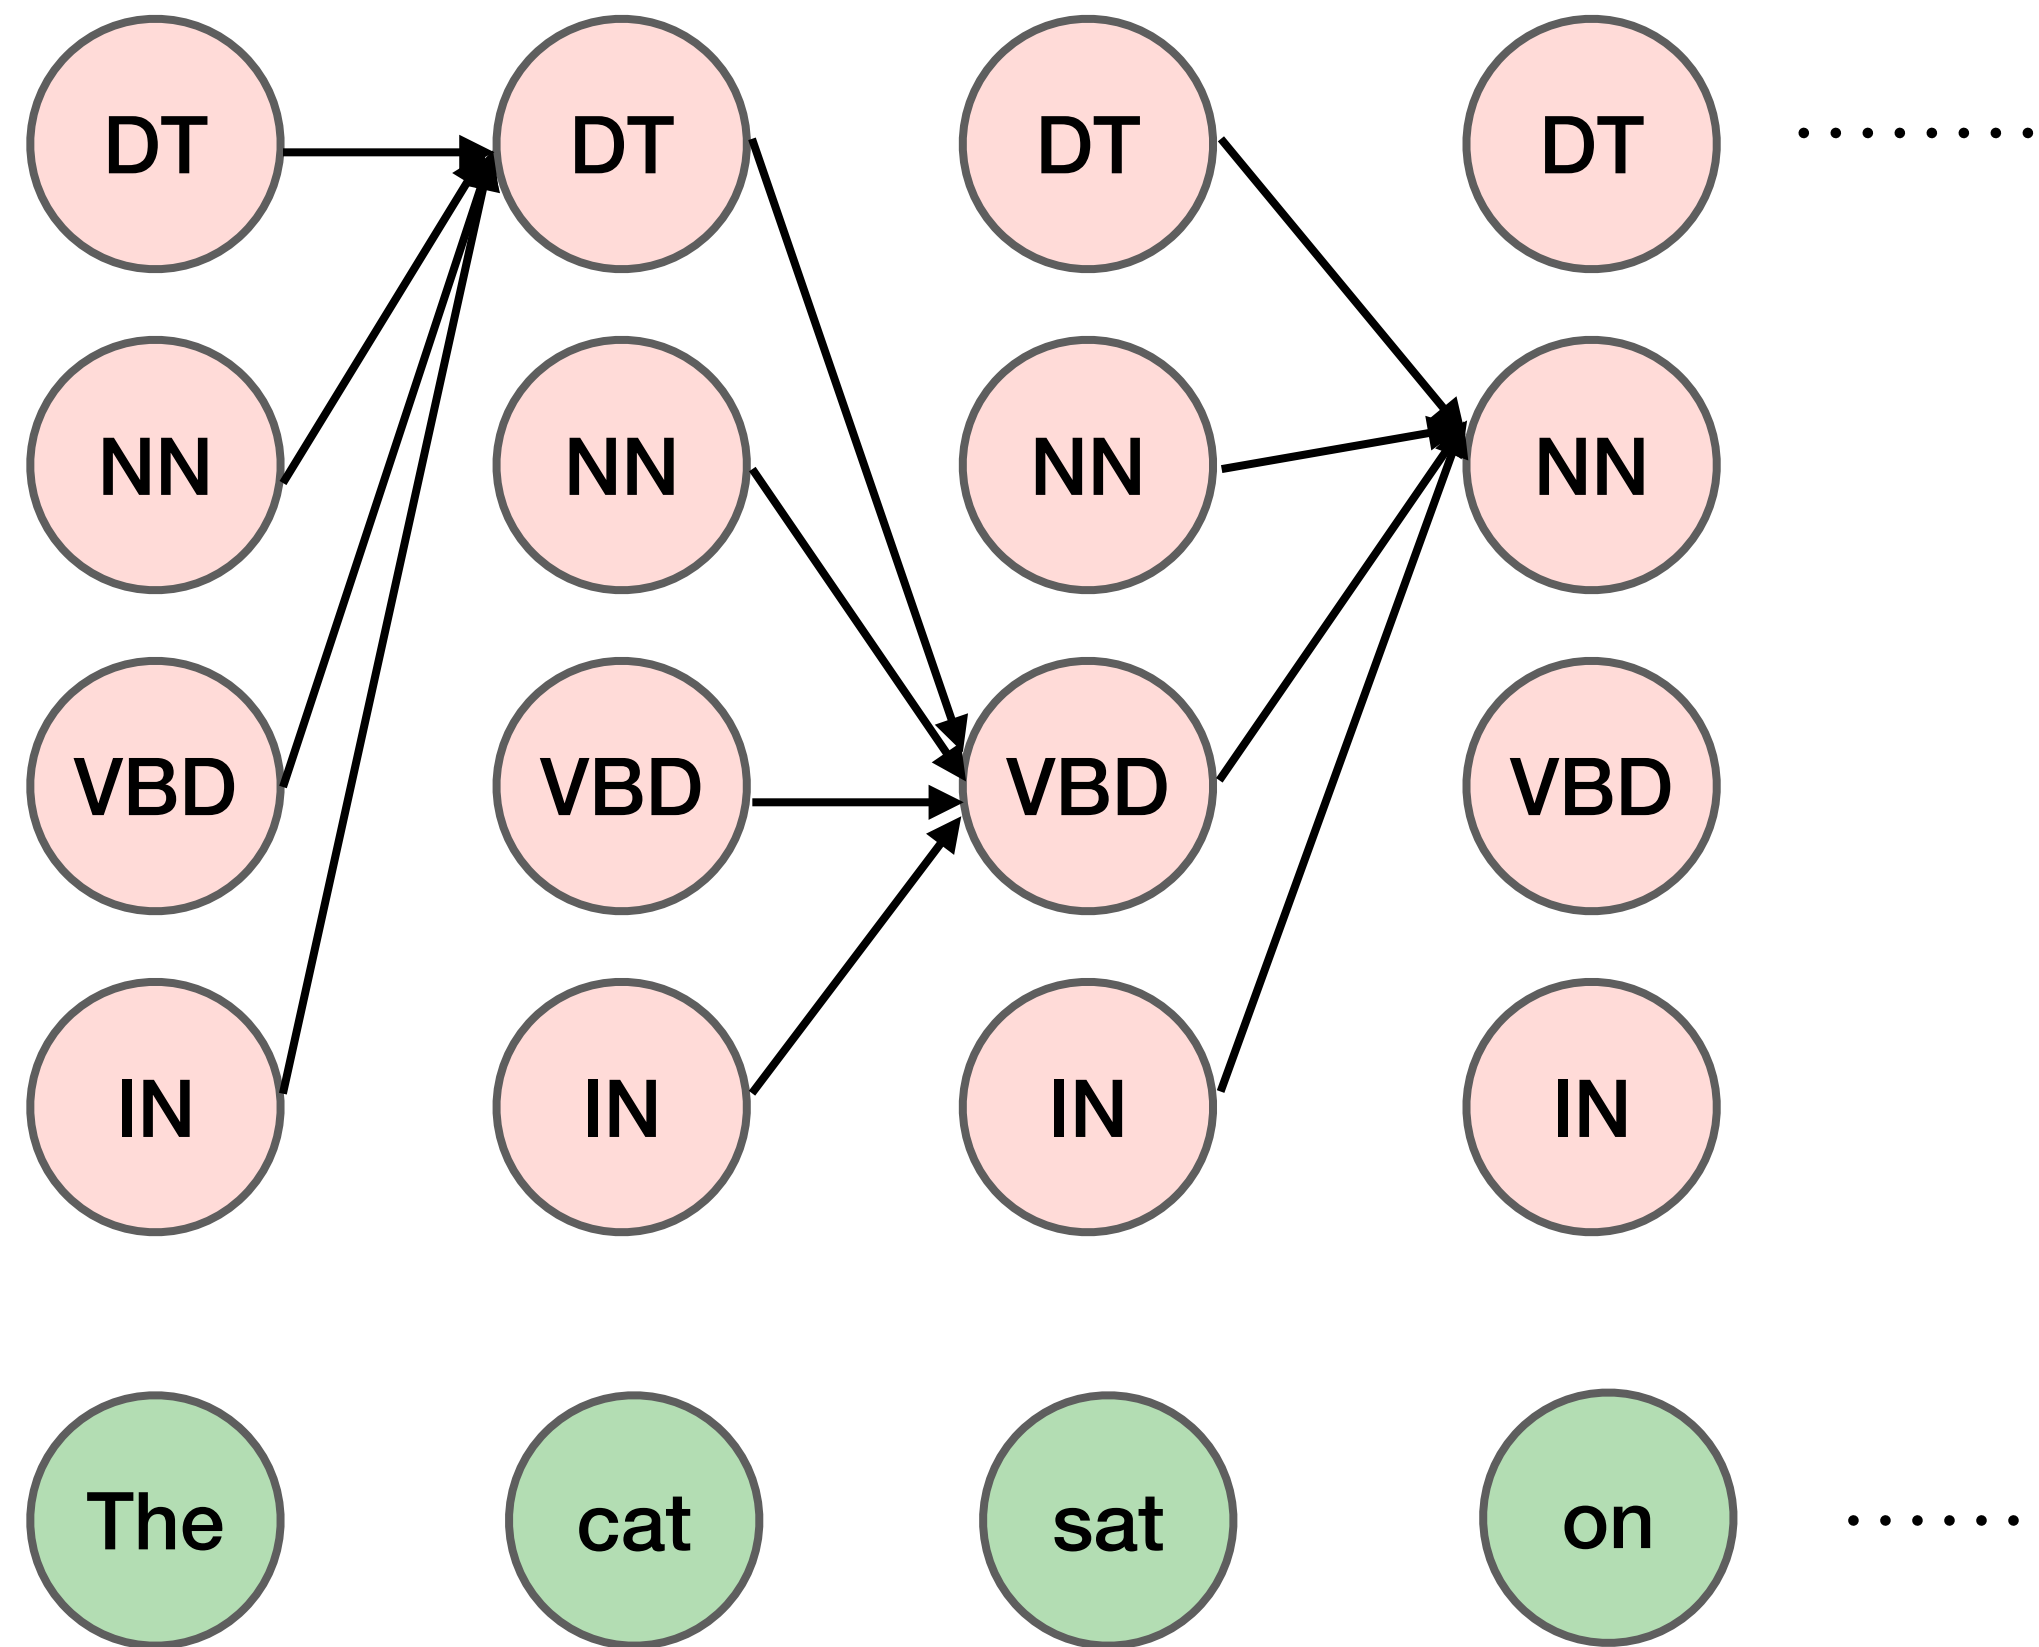 DT DT DT DT
NN NN NN NN
VBD VBD VBD VBD
IN IN IN IN
The cat sat on